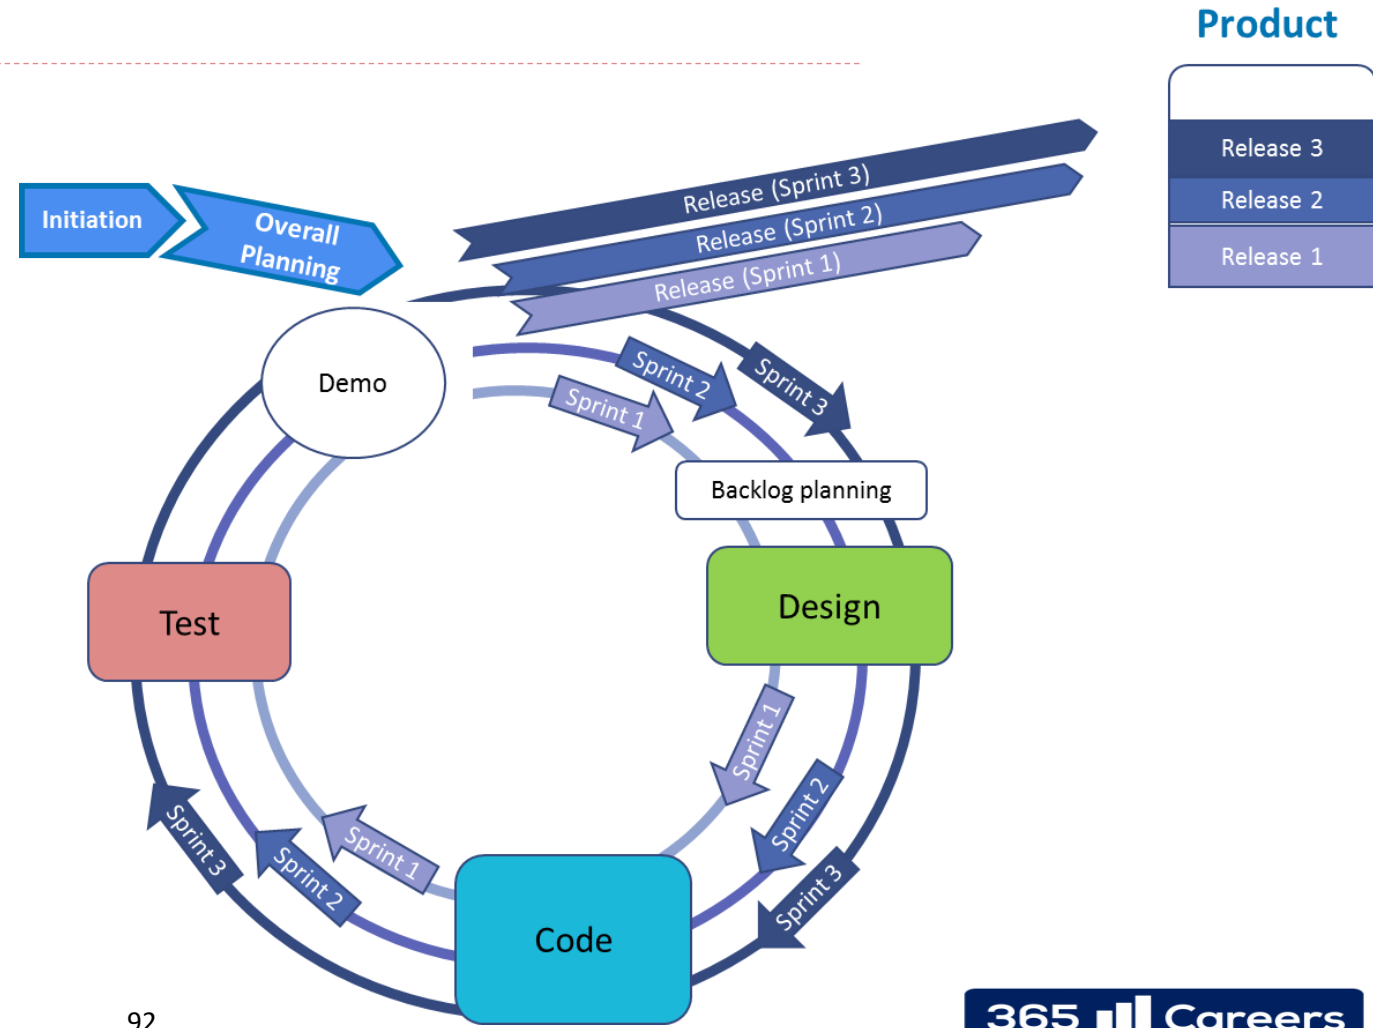 Product
Release 3
Release 2
Release 1
Initiation
Overall
Planning
Release (Sprint 3)
Release (Sprint 2)
Release (Sprint 1)
Demo
Sprint 1
Sprint 2
Sprint 3
Backlog planning
Design
Test
Sprint 1
Sprint 2
Sprint 3
Code
Sprint 1
Sprint 2
Sprint 3
92
365 Careers